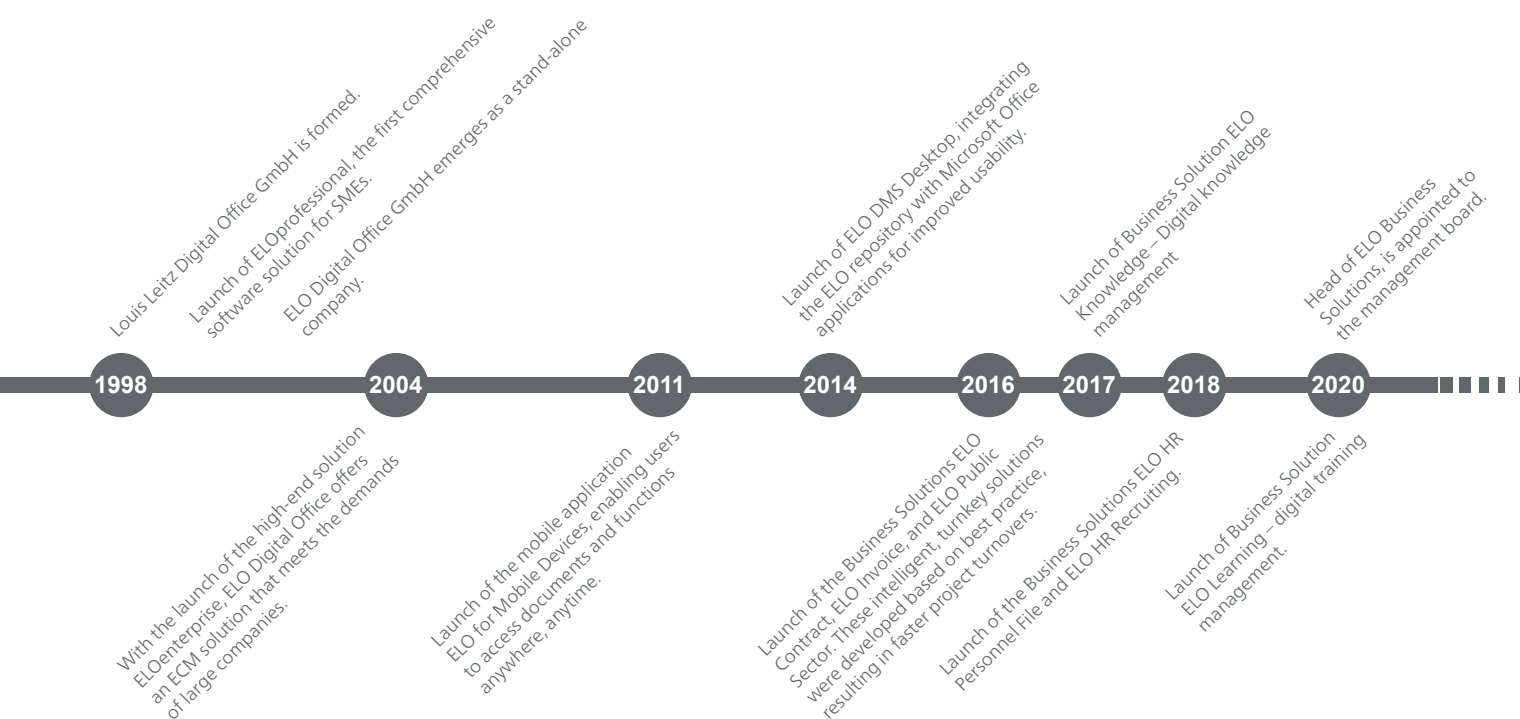 Louis Leitz Digital Office GmbH is formed.
Launch of ELOprofessional, the first comprehensive
software solution for SMEs.
ELO Digital Office GmbH emerges as a stand-alone
company.
Launch of ELO DMS Desktop, integrating
the ELO repository with Microsoft Office
applications for improved usability.
Launch of Business Solution ELO
Knowledge – Digital knowledge
management
Head of ELO Business
Solutions, is appointed to
the management board.
1998
2004
2011
2014
2016
2017
2018
2020
With the launch of the high-end solution
ELOenterprise, ELO Digital Office offers
an ECM solution that meets the demands
of large companies.
Launch of the mobile application
ELO for Mobile Devices, enabling users
to access documents and functions
anywhere, anytime.
Launch of the Business Solutions ELO
Contract, ELO Invoice, and ELO Public
Sector. These intelligent, turnkey solutions
were developed based on best practice,
resulting in faster project turnovers.
Launch of the Business Solutions ELO HR
Personnel File and ELO HR Recruiting.
Launch of Business Solution
ELO Learning – digital training
management.